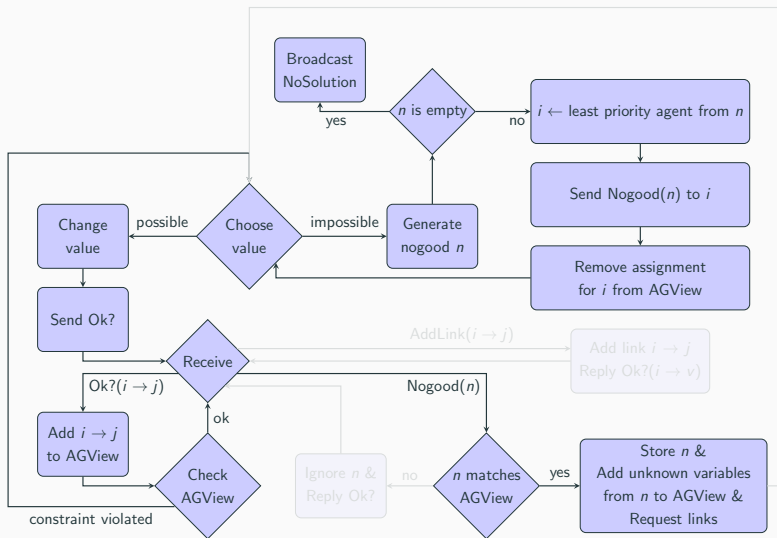 Broadcast
NoSolution
n is empty
i ← least priority agent from n
yes
no
Send Nogood(n) to i
Change
value
possible
Choose
value
impossible
Generate
nogood n
Remove assignment
for i from AGView
Send Ok?
Receive
AddLink(i → j)
Add link i → j
Reply Ok?(i → v)
Ok?(i → j)
Nogood(n)
ok
Add i → j
to AGView
Check
AGView
Ignore n &
Reply Ok?
no
n matches
AGView
yes
Store n &
Add unknown variables
from n to AGView &
Request links
constraint violated